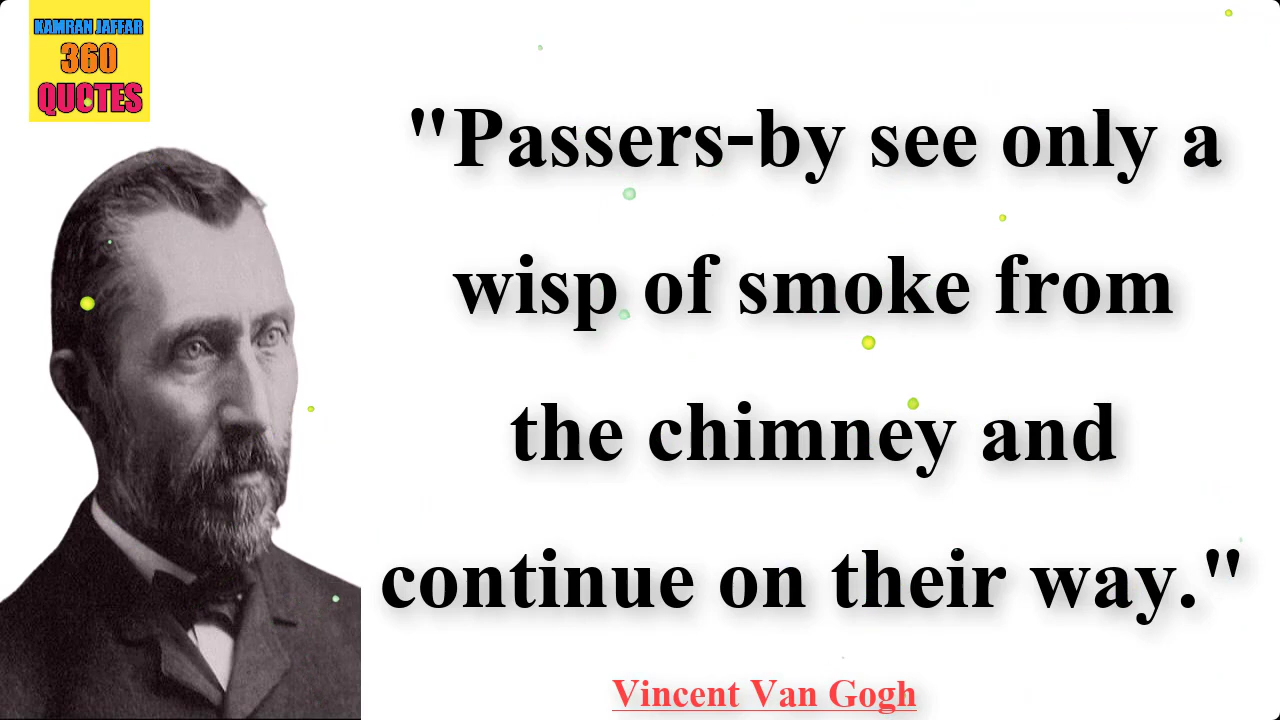 KAMRAN JAFFAR
360
QUOTES
"Passers-by see only a
wisp of smoke from
the chimney and
continue on their way."
Vincent Van Gogh